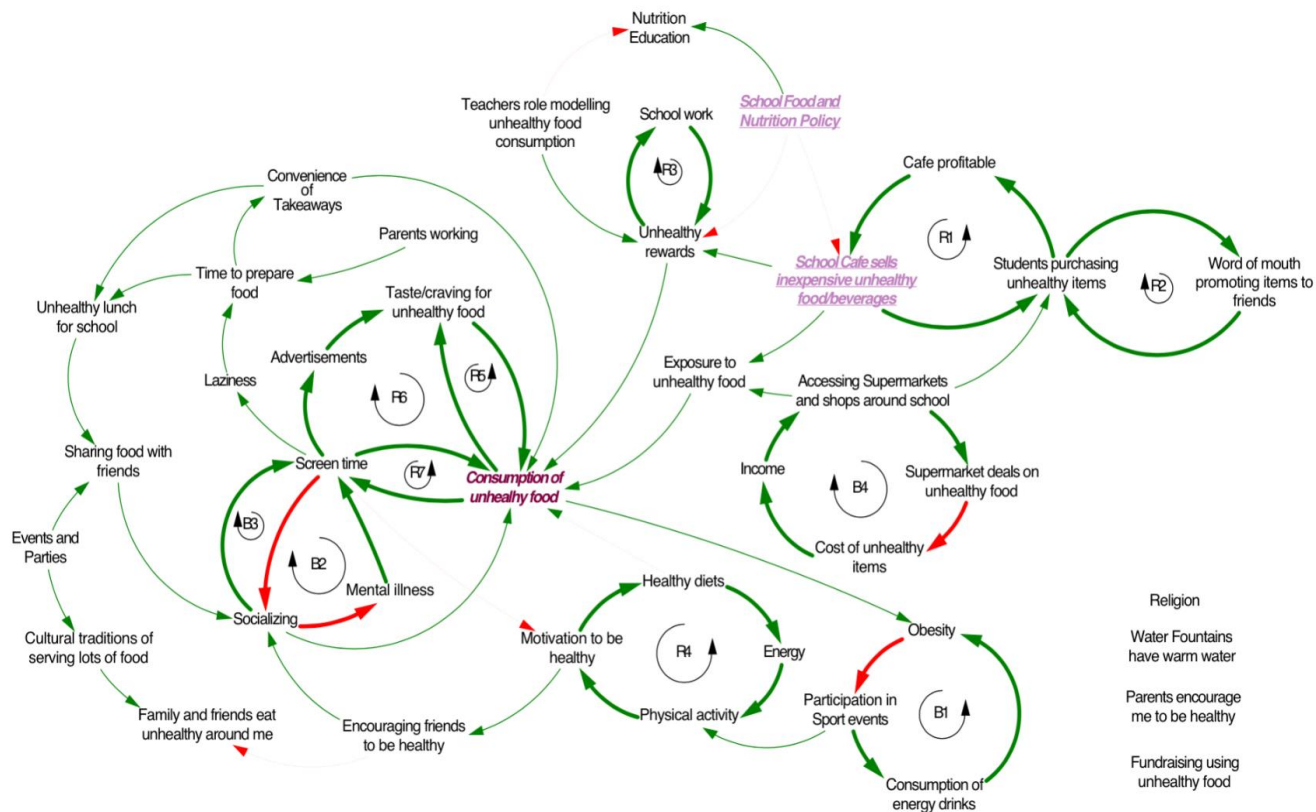 Nutrition
Education
Teachers role modelling
unhealthy food
consumption
School work
School Food and
Nutrition Policy
R3
Cafe profitable
Convenience
of
Takeaways
Parents working
Unhealthy
rewards
R1
School Cafe sells
inexpensive unhealthy
food/beverages
Students purchasing
unhealthy items
R2
Word of mouth
promoting items to
friends
Time to prepare
food
Unhealthy lunch
for school
Taste/craving for
unhealthy food
Advertisements
Laziness
R6
R5
Exposure to
unhealthy food
Accessing Supermarkets
and shops around school
Sharing food with
friends
Screen time
R7
Consumption of
unhealhy food
Income
B4
Supermarket deals on
unhealthy food
Events and
Parties
B3
B2
Mental illness
Cost of unhealthy
items
Socializing
Healthy diets
Cultural traditions of
serving lots of food
Motivation to be
healthy
R4
Energy
Obesity
Religion
Water Fountains
have warm water
Family and friends eat
unhealthy around me
Encouraging friends
to be healthy
Physical activity
Participation in
Sport events
B1
Parents encourage
me to be healthy
Consumption of
energy drinks
Fundraising using
unhealthy food